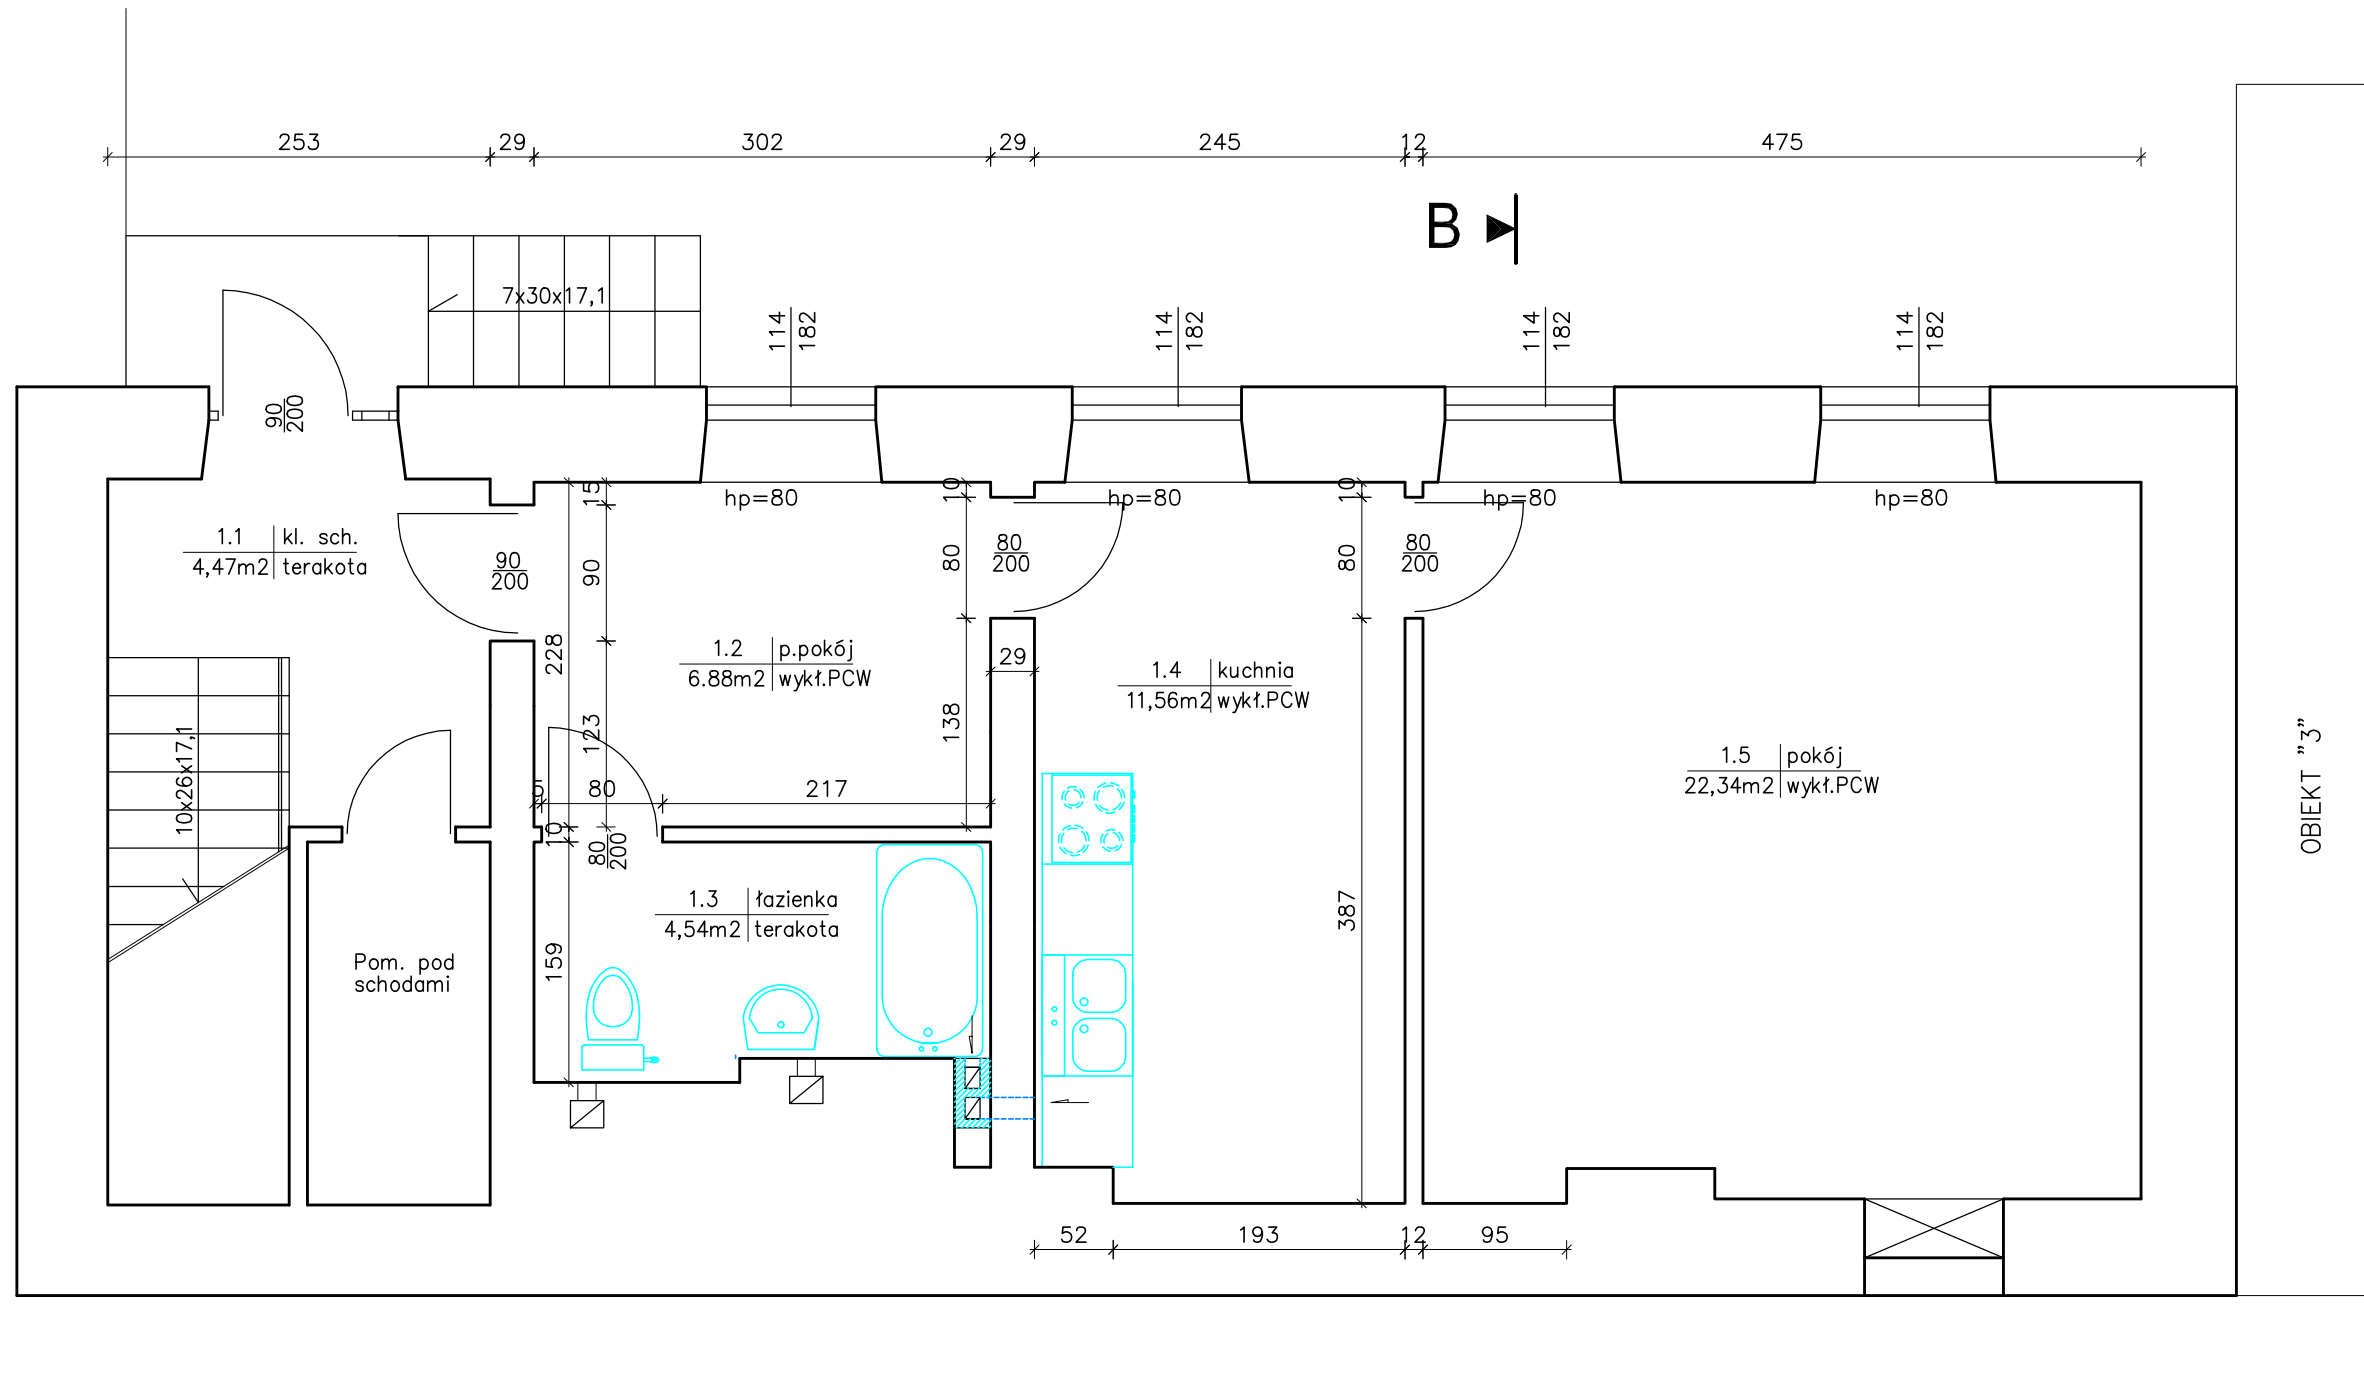 253 29 302 29 245 12 475
B
7x30x17,1
114
182
114
182
114
182
114
182
90
200
hp=80
hp=80
hp=80
hp=80
15
10
10
1.1 kl. sch.
4,47m2 terakota
90
200
90
228
123
80
80
200
80
80
200
1.2 p.pokój
6.88m2 wykł.PCW
29
138
1.4 kuchnia
11,56m2 wykł.PCW
1.5 pokój
22,34m2 wykł.PCW
OBIEKT "3"
10x26x17,1
5 80 217
10
80
200
1.3 łazienka
4,54m2 terakota
387
159
Pom. pod
schodami
52 193 12 95